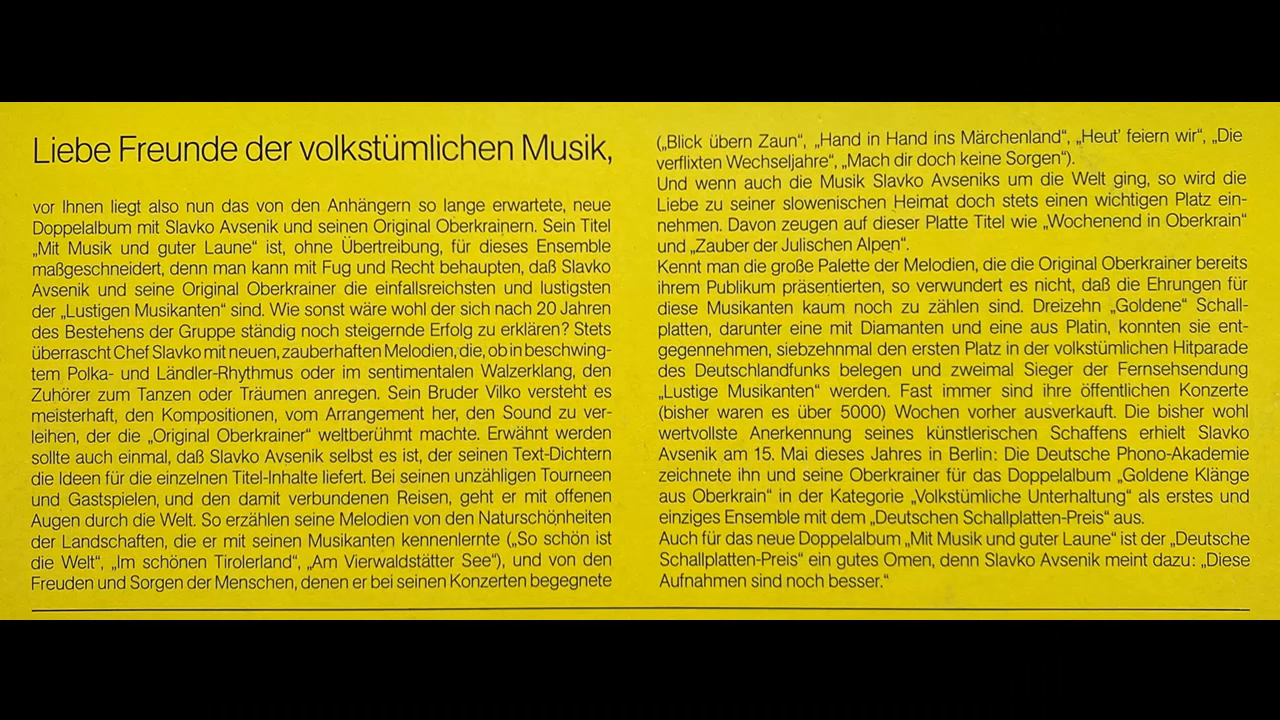 Liebe Freunde der volkstümlichen Musik,
vor Ihnen liegt also nun das von den Anhängern so lange erwartete, neue
Doppelalbum mit Slavko Avsenik und seinen Original Oberkrainern. Sein Titel
„Mit Musik und guter Laune“ ist, ohne Übertreibung, für dieses Ensemble
maßgeschneidert, denn man kann mit Fug und Recht behaupten, daß Slavko
Avsenik und seine Original Oberkrainer die einfallsreichsten und lustigsten
der „Lustigen Musikanten“ sind. Wie sonst wäre wohl der sich nach 20 Jahren
des Bestehens der Gruppe ständig noch steigernde Erfolg zu erklären? Stets
überrascht Chef Slavko mit neuen, zauberhaften Melodien, die, ob in beschwing-
tem Polka- und Ländler-Rhythmus oder im sentimentalen Walzerklang, den
Zuhörer zum Tanzen oder Träumen anregen. Sein Bruder Vilko versteht es
meisterhaft, den Kompositionen, vom Arrangement her, den Sound zu ver-
leihen, der die „Original Oberkrainer“ weltberühmt machte. Erwähnt werden
sollte auch einmal, daß Slavko Avsenik selbst es ist, der seinen Text-Dichtern
die Ideen für die einzelnen Titel-Inhalte liefert. Bei seinen unzähligen Tourneen
und Gastspielen, und den damit verbundenen Reisen, geht er mit offenen
Augen durch die Welt. So erzählen seine Melodien von den Naturschönheiten
der Landschaften, die er mit seinen Musikanten kennenlernte („So schön ist
die Welt“, „Im schönen Tirolerland“, „Am Vierwaldstätter See“), und von den
Freuden und Sorgen der Menschen, denen er bei seinen Konzerten begegnete
(„Blick übern Zaun“, „Hand in Hand ins Märchenland“, „Heut’ feiern wir“, „Die
verflixten Wechseljahre“, „Mach dir doch keine Sorgen“).
Und wenn auch die Musik Slavko Avseniks um die Welt ging, so wird die
Liebe zu seiner slowenischen Heimat doch stets einen wichtigen Platz ein-
nehmen. Davon zeugen auf dieser Platte Titel wie „Wochenend in Oberkrain“
und „Zauber der Julischen Alpen“.
Kennt man die große Palette der Melodien, die die Original Oberkrainer bereits
ihrem Publikum präsentierten, so verwundert es nicht, daß die Ehrungen für
diese Musikanten kaum noch zu zählen sind. Dreizehn „Goldene“ Schall-
platten, darunter eine mit Diamanten und eine aus Platin, konnten sie ent-
gegennehmen, siebzehnmal den ersten Platz in der volkstümlichen Hitparade
des Deutschlandfunks belegen und zweimal Sieger der Fernsehsendung
„Lustige Musikanten“ werden. Fast immer sind ihre öffentlichen Konzerte
(bisher waren es über 5000) Wochen vorher ausverkauft. Die bisher wohl
wertvollste Anerkennung seines künstlerischen Schaffens erhielt Slavko
Avsenik am 15. Mai dieses Jahres in Berlin: Die Deutsche Phono-Akademie
zeichnete ihn und seine Oberkrainer für das Doppelalbum „Goldene Klänge
aus Oberkrain“ in der Kategorie „Volkstümliche Unterhaltung“ als erstes und
einziges Ensemble mit dem „Deutschen Schallplatten-Preis“ aus.
Auch für das neue Doppelalbum „Mit Musik und guter Laune“ ist der „Deutsche
Schallplatten-Preis“ ein gutes Omen, denn Slavko Avsenik meint dazu: „Diese
Aufnahmen sind noch besser.“